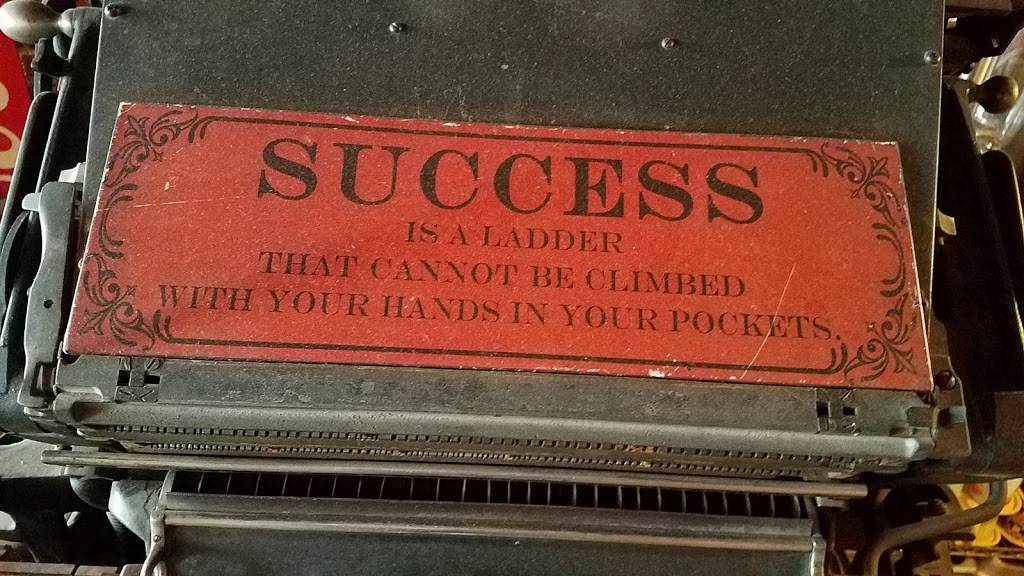 SUCCESS
IS A LADDER
THAT CANNOT BE CLIMBED
WITH YOUR HANDS IN YOUR POCKETS.